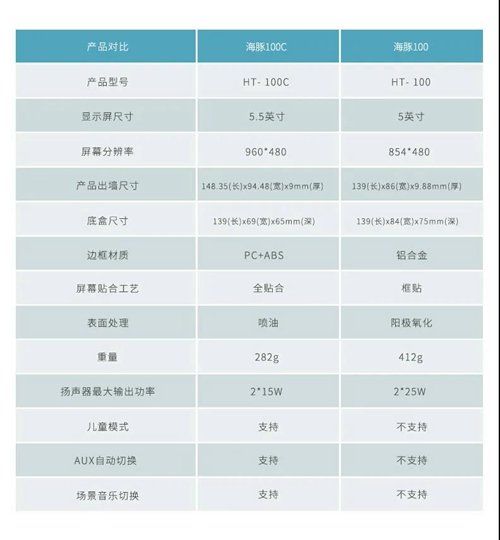 产品对比 海豚100C 海豚100
产品型号 HT- 100C HT- 100
显示屏尺寸 5.5英寸 5英寸
屏幕分辨率 960*480 854*480
产品出墙尺寸 148.35(长)x94.48(宽)x9mm(厚) 139(长)x86(宽)x9.88mm(厚)
底盒尺寸 139(长)x69(宽)x65mm(深) 139(长)x84(宽)x75mm(深)
边框材质 PC+ABS 铝合金
屏幕贴合工艺 全贴合 框贴
表面处理 喷油 阳极氧化
重量 282g 412g
扬声器最大输出功率 2*15W 2*25W
儿童模式 支持 不支持
AUX自动切换 支持 不支持
场景音乐切换 支持 不支持